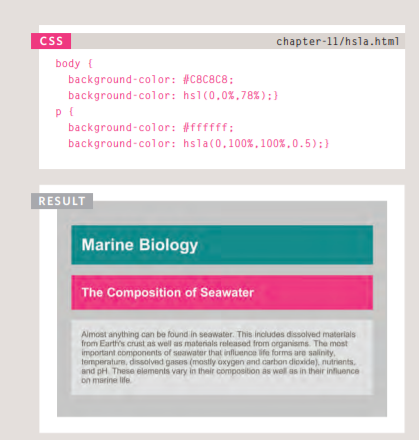 CSS chapter-11/hsla.html
body {
background-color: #C8C8C8;
background-color: hsl(0,0%,78%);}
p {
background-color: #ffffff;
background-color: hsla(0,100%,100%,0.5);}
RESULT
Marine Biology
The Composition of Seawater
Almost anything can be found in seawater. This includes dissolved materials
from Earth's crust as well as materials released from organisms. The most
important components of seawater that influence life forms are salinity,
temperature, dissolved gases (mostly oxygen and carbon dioxide), nutrients,
and pH. These elements vary in their composition as well as in their influence
on marine life.